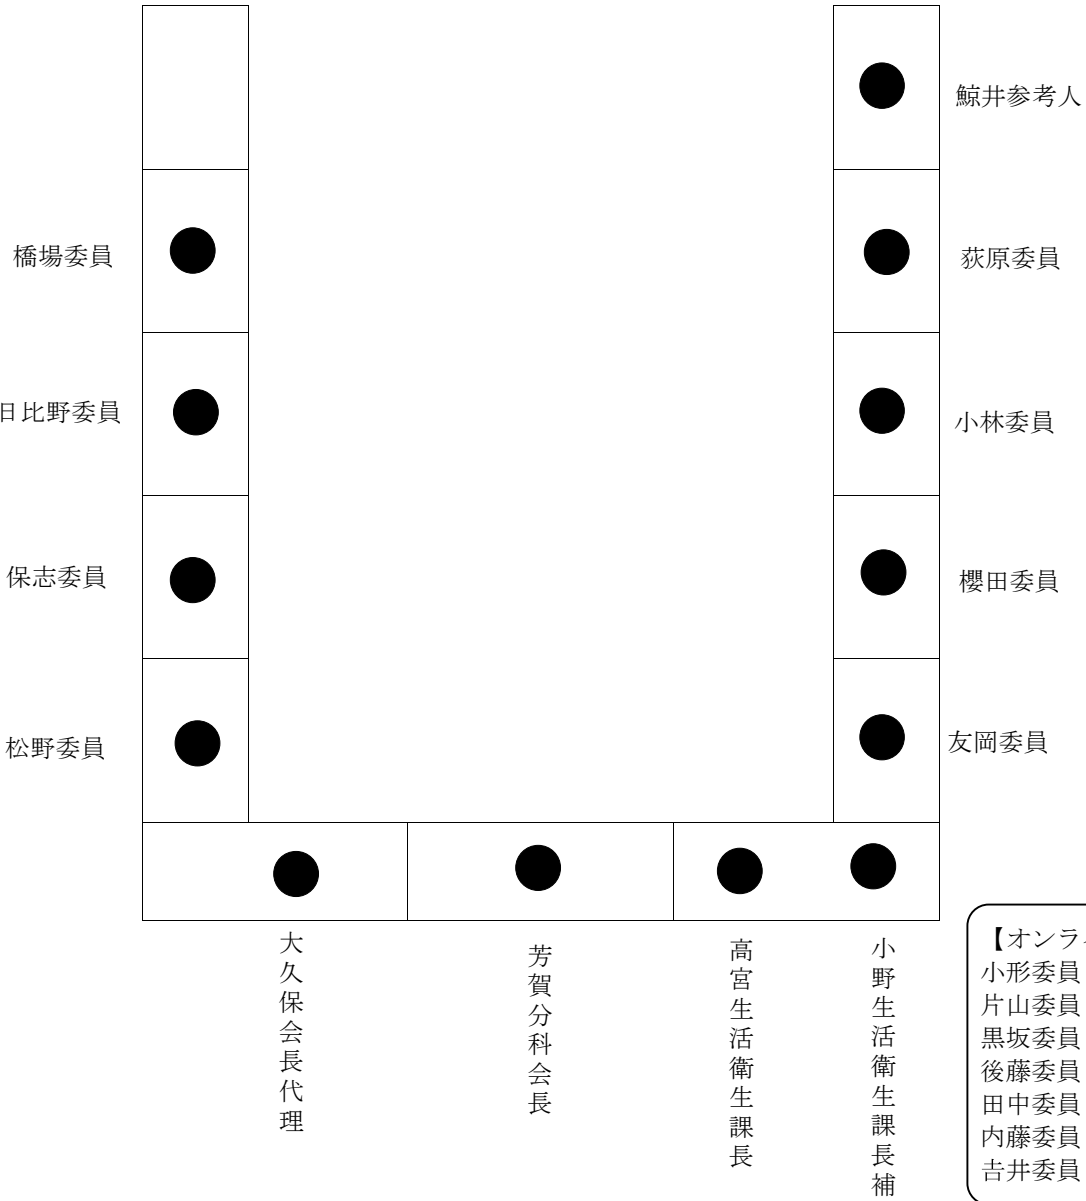 鯨井参考人
橋場委員
荻原委員
日比野委員
小林委員
保志委員
櫻田委員
松野委員
友岡委員
大久保会長代理
芳賀分科会長
高宮生活衛生課長
小野生活衛生課長補
【オンラ
小形委員
片山委員
黒坂委員
後藤委員
田中委員
内藤委員
𠮷井委員